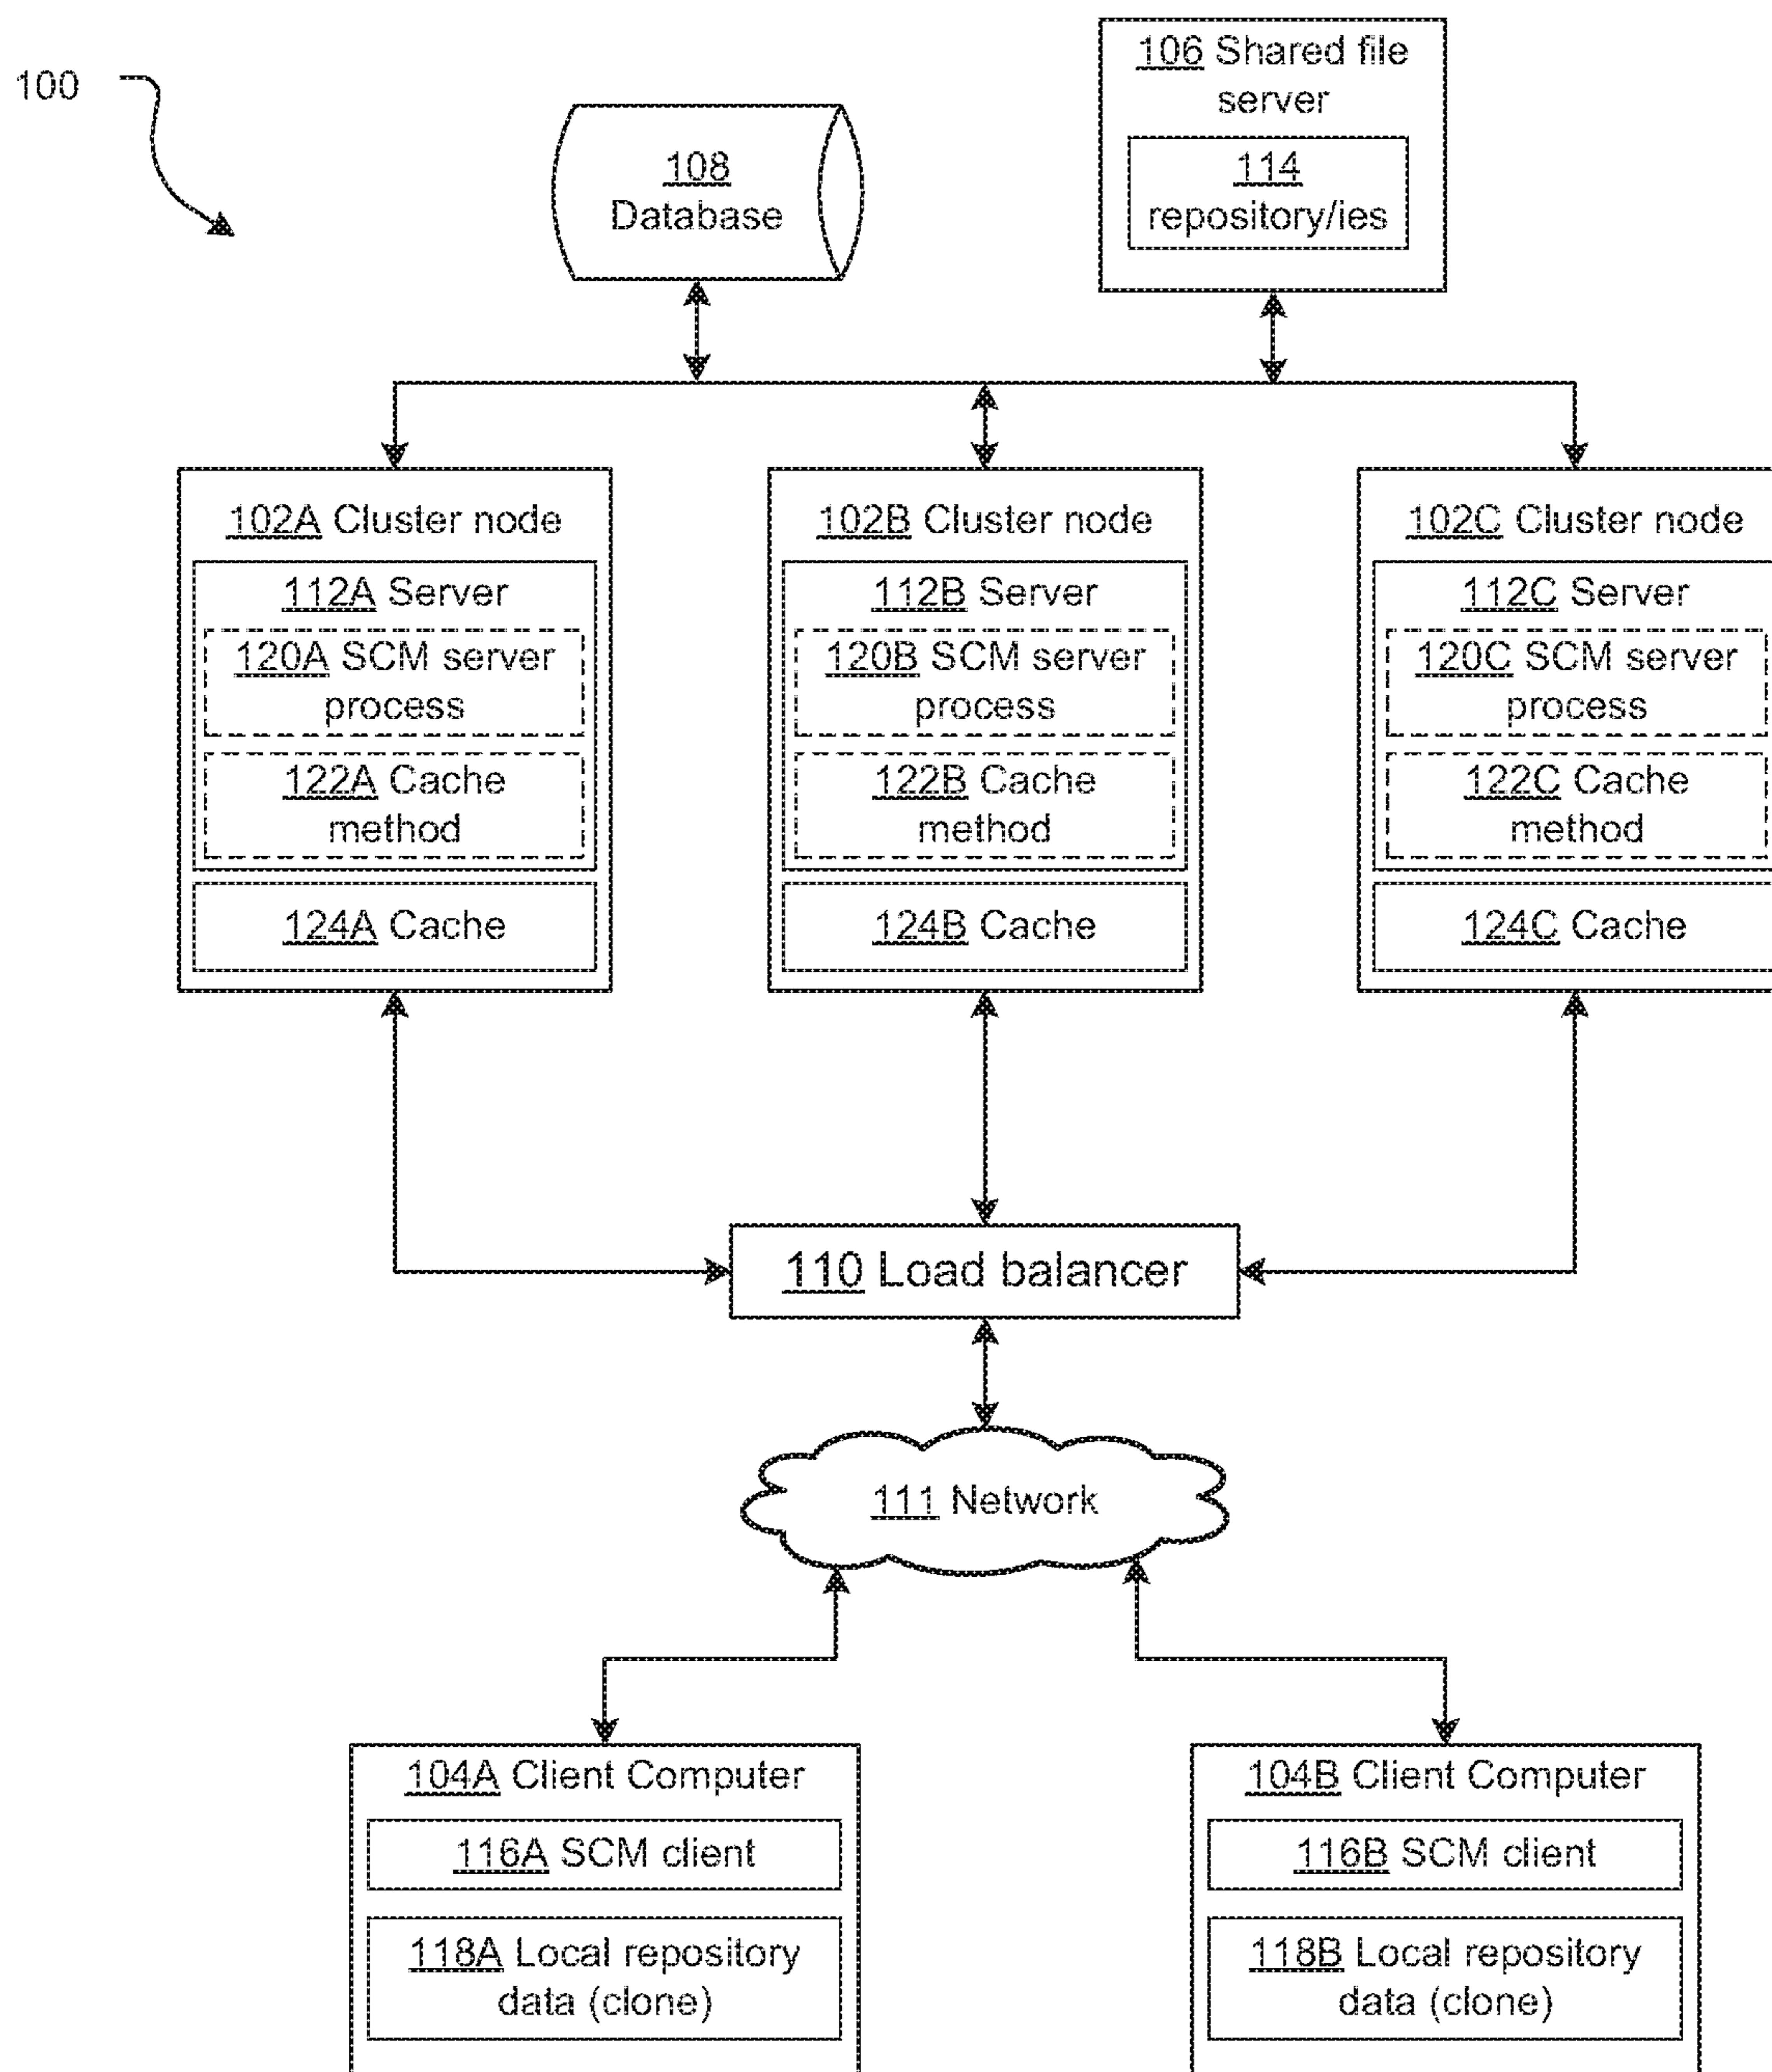 100
106 Shared file
server
114
repository/ies
108
Database
102A Cluster node
112A Server
120A SCM server
process
122A Cache
method
124A Cache
102B Cluster node
112B Server
120B SCM server
process
122B Cache
method
124B Cache
102C Cluster node
112C Server
120C SCM server
process
122C Cache
method
124C Cache
110 Load balancer
111 Network
104A Client Computer
116A SCM client
118A Local repository
data (clone)
104B Client Computer
116B SCM client
118B Local repository
data (clone)